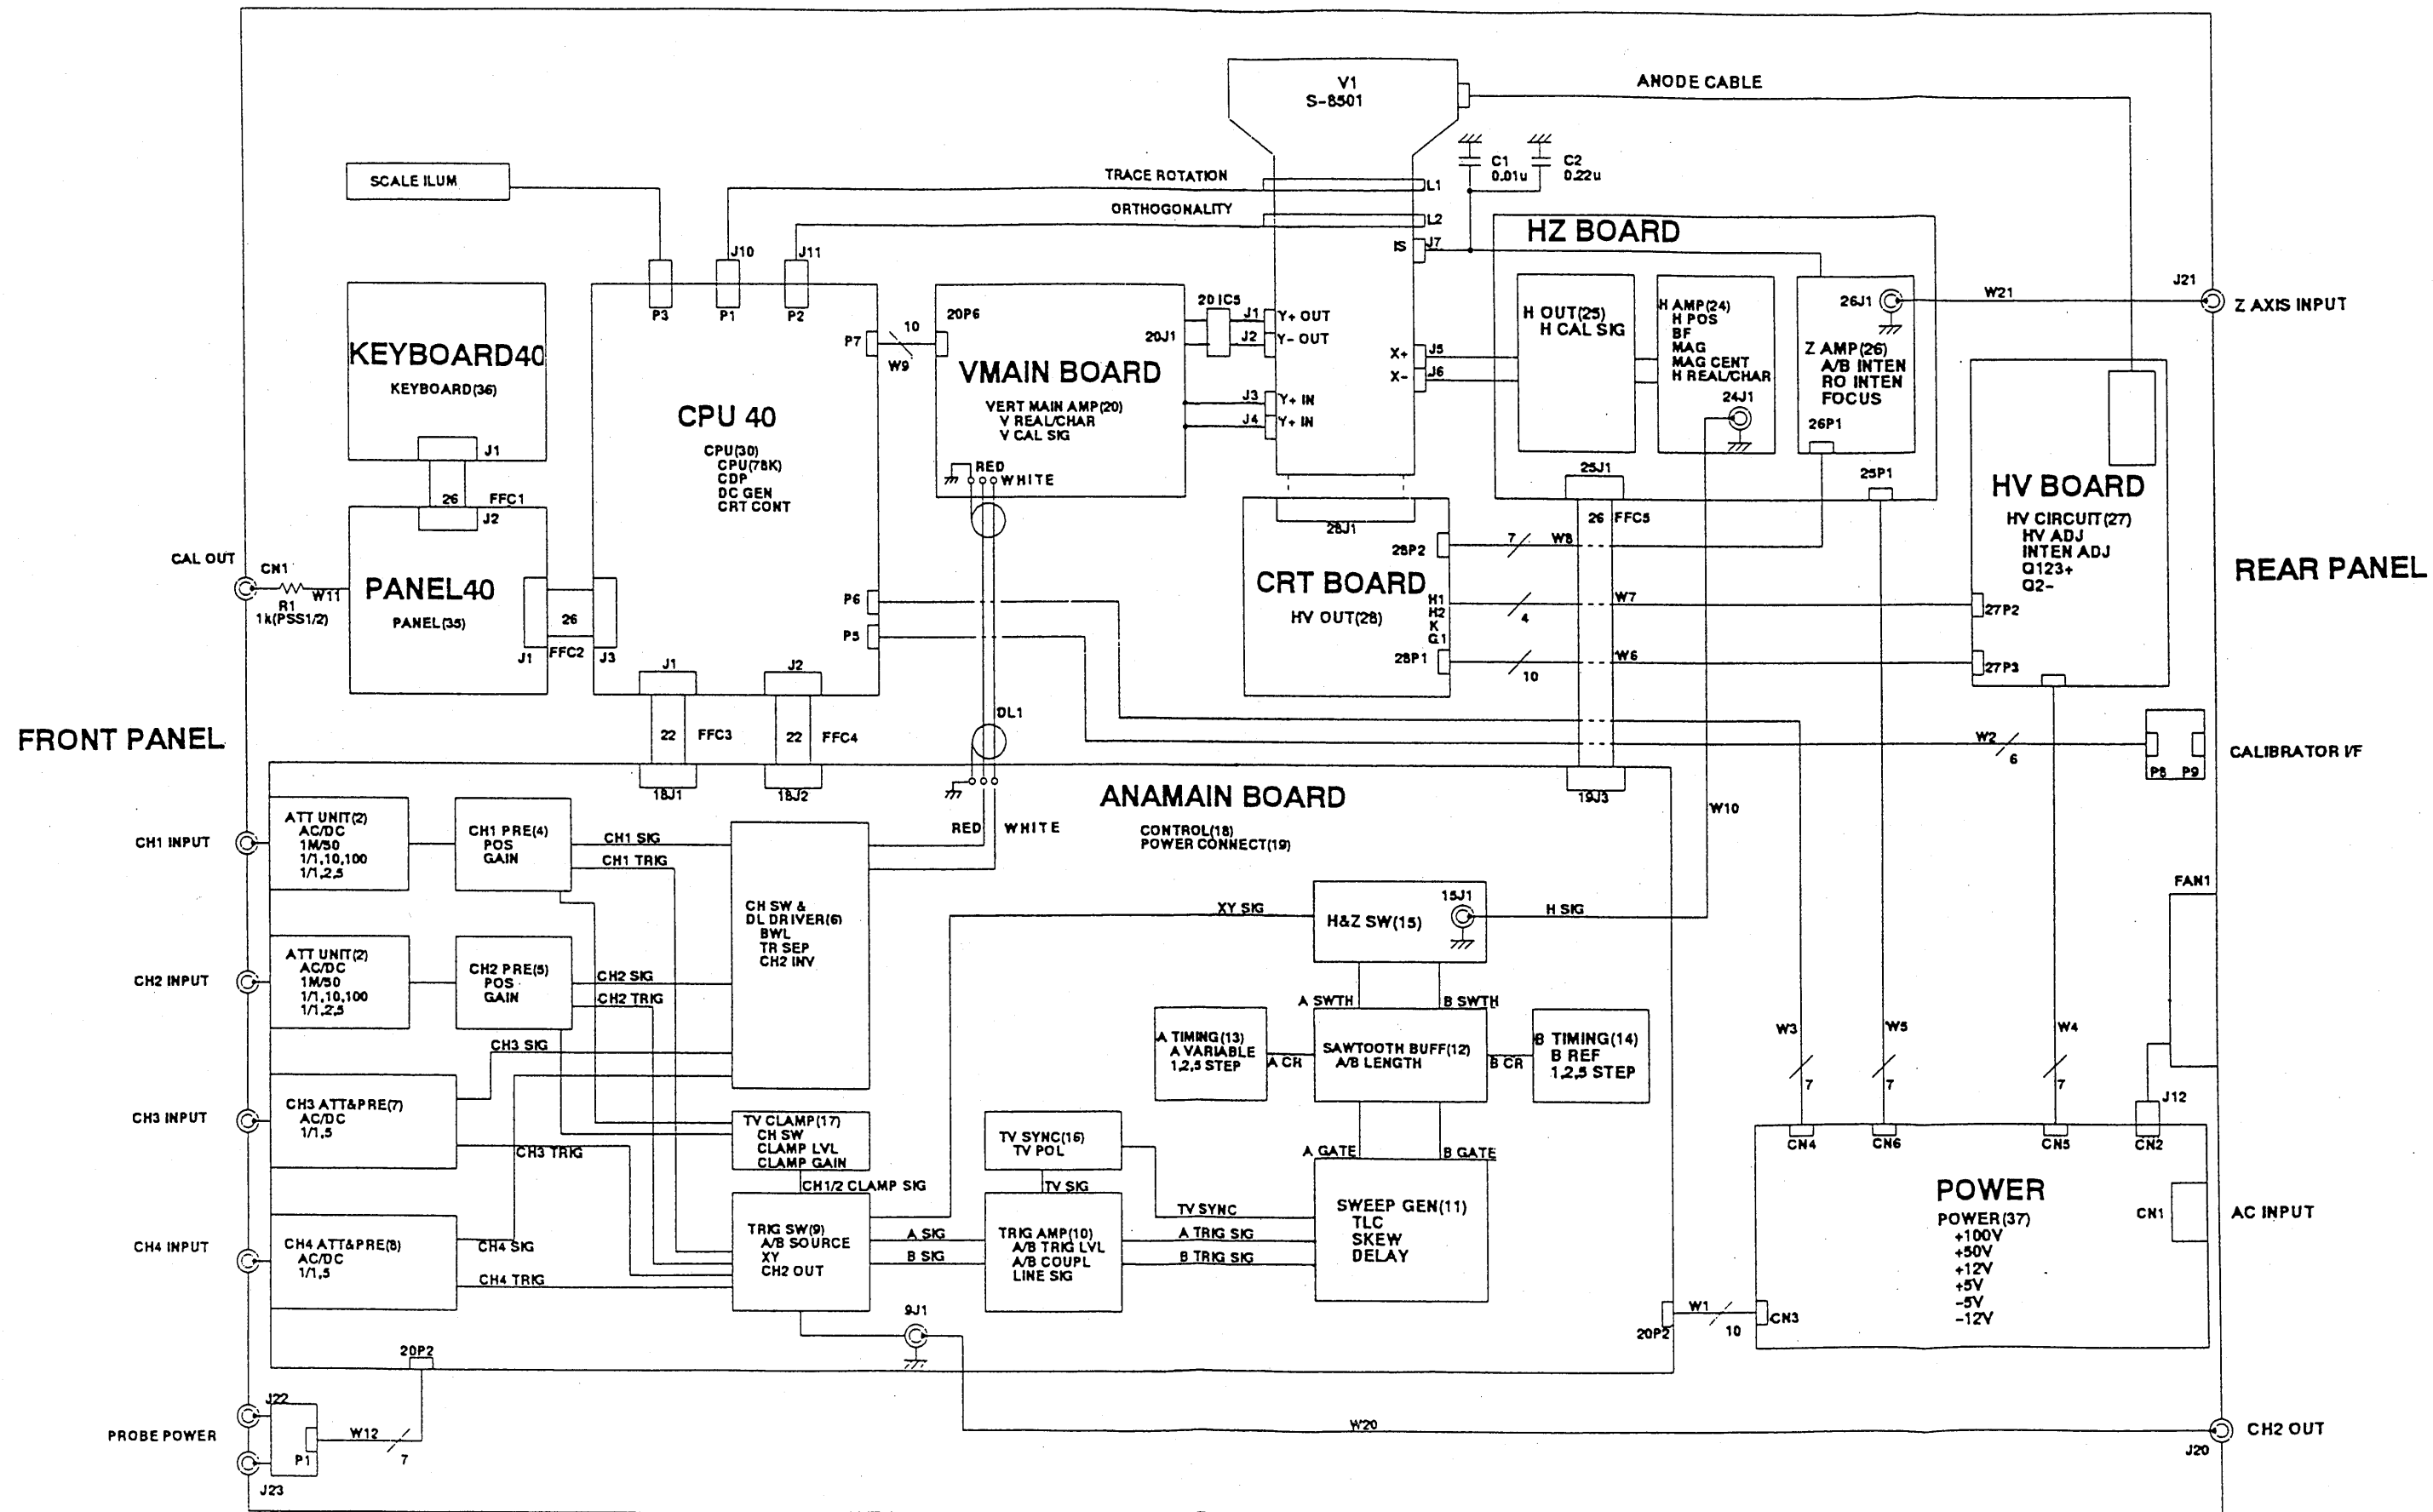 V1
S-8501
ANODE CABLE
C1
0.01u
C2
0.22u
SCALE ILUM
TRACE ROTATION
L1
ORTHOGONALITY
L2
IS
J7
J10
J11
P3
P1
P2
HZ BOARD
H OUT(25)
H CAL SIG
H AMP(24)
H POS
BF
MAG
MAG CENT
H REAL/CHAR
24J1
26J1
Z AMP(26)
A/B INTEN
RO INTEN
FOCUS
26P1
W21
J21
Z AXIS INPUT
KEYBOARD40
KEYBOARD(36)
J1
26
FFC1
J2
CPU 40
CPU(30)
CPU(78K)
CDP
DC GEN
CRT CONT
P7
10
W9
20P6
VMAIN BOARD
VERT MAIN AMP(20)
V REAL/CHAR
V CAL SIG
RED
WHITE
20J1
20 IC5
J1
Y+ OUT
J2
Y- OUT
J3
Y+ IN
J4
Y+ IN
X+
J5
X-
J6
25J1
25P1
HV BOARD
HV CIRCUIT(27)
HV ADJ
INTEN ADJ
Q123+
Q2-
27P2
27P3
CAL OUT
CN1
R1
1k(PSS1/2)
W11
PANEL40
PANEL(35)
J1
26
FFC2
J3
P6
P5
J1
J2
28J1
CRT BOARD
HV OUT(28)
28P2
H1
H2
K
G1
28P1
7
W8
26
FFC5
4
W7
10
W6
REAR PANEL
FRONT PANEL
22
FFC3
22
FFC4
DL1
W2
6
P8
P9
CALIBRATOR I/F
18J1
18J2
19J3
RED
WHITE
ANAMAIN BOARD
CONTROL(18)
POWER CONNECT(19)
W10
CH1 INPUT
ATT UNIT(2)
AC/DC
1M/50
1/1,10,100
1/1,2,5
CH1 PRE(4)
POS
GAIN
CH1 SIG
CH1 TRIG
CH SW &
DL DRIVER(6)
BWL
TR SEP
CH2 INV
XY SIG
H&Z SW(15)
15J1
H SIG
FAN1
CH2 INPUT
ATT UNIT(2)
AC/DC
1M/50
1/1,10,100
1/1,2,5
CH2 PRE(5)
POS
GAIN
CH2 SIG
CH2 TRIG
A SWTH
B SWTH
A TIMING(13)
A VARIABLE
1,2,5 STEP
A CR
SAWTOOTH BUFF(12)
A/B LENGTH
B CR
B TIMING(14)
B REF
1,2,5 STEP
W3
7
W5
7
W4
7
J12
CH3 INPUT
CH3 ATT&PRE(7)
AC/DC
1/1,5
CH3 SIG
CH3 TRIG
TV CLAMP(17)
CH SW
CLAMP LVL
CLAMP GAIN
CH1/2 CLAMP SIG
TV SYNC(16)
TV POL
TV SIG
A GATE
B GATE
CN4
CN6
CN5
CN2
CH4 INPUT
CH4 ATT&PRE(8)
AC/DC
1/1,5
CH4 SIG
CH4 TRIG
TRIG SW(9)
A/B SOURCE
XY
CH2 OUT
A SIG
B SIG
TRIG AMP(10)
A/B TRIG LVL
A/B COUPL
LINE SIG
TV SYNC
A TRIG SIG
B TRIG SIG
SWEEP GEN(11)
TLC
SKEW
DELAY
POWER
POWER(37)
+100V
+50V
+12V
+5V
-5V
-12V
CN1
AC INPUT
9J1
20P2
W1
10
CN3
20P2
J22
PROBE POWER
P1
W12
7
J23
W20
J20
CH2 OUT